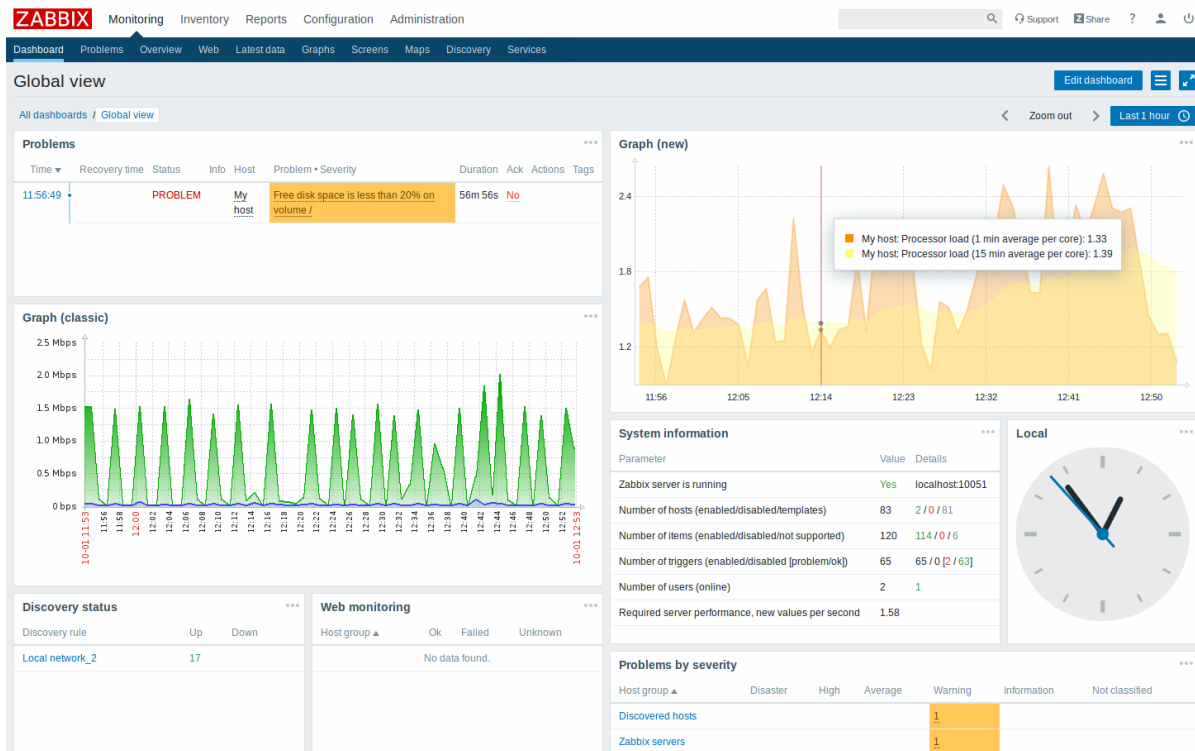 ZABBIX Monitoring Inventory Reports Configuration Administration Support Z Share ?
Dashboard Problems Overview Web Latest data Graphs Screens Maps Discovery Services
Global view Edit dashboard
All dashboards / Global view Zoom out Last 1 hour
Problems
Time Recovery time Status Info Host Problem • Severity Duration Ack Actions Tags
11:56:49 PROBLEM My Free disk space is less than 20% on 56m 56s No
host volume /
Graph (new)
2.4
1.8
1.2
My host: Processor load (1 min average per core): 1.33
My host: Processor load (15 min average per core): 1.39
11:56 12:05 12:14 12:23 12:32 12:41 12:50
Graph (classic)
2.5 Mbps
2.0 Mbps
1.5 Mbps
1.0 Mbps
0.5 Mbps
0 bps
10-01 11:53 11:56 11:58 12:00 12:02 12:04 12:06 12:08 12:10 12:12 12:14 12:16 12:18 12:20 12:22 12:24 12:26 12:28 12:30 12:32 12:34 12:36 12:38 12:40 12:42 12:44 12:46 12:48 12:50 12:52 10-01 12:53
System information
Parameter Value Details
Zabbix server is running Yes localhost:10051
Number of hosts (enabled/disabled/templates) 83 2 / 0 / 81
Number of items (enabled/disabled/not supported) 120 114 / 0 / 6
Number of triggers (enabled/disabled [problem/ok]) 65 65 / 0 [2 / 63]
Number of users (online) 2 1
Required server performance, new values per second 1.58
Local
Discovery status
Discovery rule Up Down
Local network_2 17
Web monitoring
Host group Ok Failed Unknown
No data found.
Problems by severity
Host group Disaster High Average Warning Information Not classified
Discovered hosts 1
Zabbix servers 1